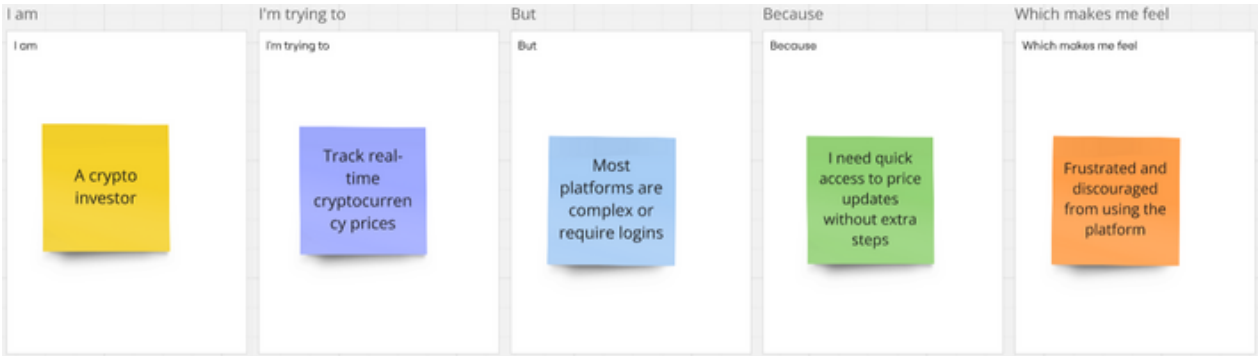 I am
I'm trying to
But
Because
Which makes me feel
I am
I'm trying to
But
Because
Which makes me feel
A crypto
investor
Track real-
time
cryptocurren
cy prices
Most
platforms are
complex or
require logins
I need quick
access to price
updates
without extra
steps
Frustrated and
discouraged
from using the
platform